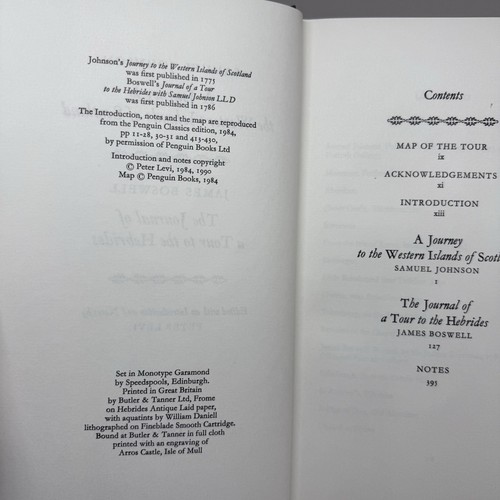 Johnson's Journey to the Western Islands of Scotland
was first published in 1775
Boswell's Journal of a Tour
to the Hebrides with Samuel Johnson LL.D
was first published in 1786
The Introduction, notes and the map are reproduced
from the Penguin Classics edition, 1984,
pp 11-28, 30-31 and 413-430,
by permission of Penguin Books Ltd
Introduction and notes copyright
© Peter Levi, 1984, 1990
Map © Penguin Books, 1984
Set in Monotype Garamond
by Speedspools, Edinburgh.
Printed in Great Britain
by Butler & Tanner Ltd, Frome
on Hebrides Antique Laid paper,
with aquatints by William Daniell
lithographed on Fineblade Smooth Cartridge.
Bound at Butler & Tanner in full cloth
printed with an engraving of
Arros Castle, Isle of Mull
Contents
MAP OF THE TOUR
ix
ACKNOWLEDGEMENTS
xi
INTRODUCTION
xiii
A Journey
to the Western Islands of Scotl
SAMUEL JOHNSON
1
The Journal of
a Tour to the Hebrides
JAMES BOSWELL
127
NOTES
393